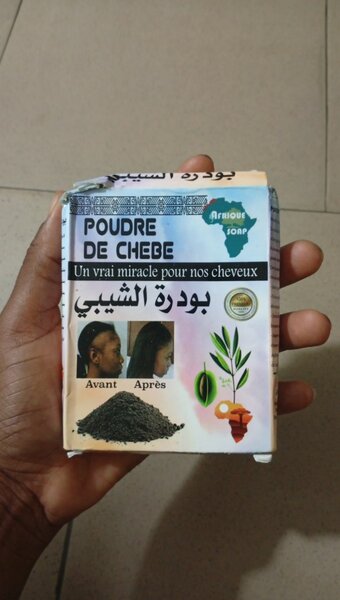 بودرة الشيبي
AFRIQUE
SOAP
POUDRE
DE CHEBE
Un vrai miracle pour nos cheveux
بودرة الشيبي
Avant Après